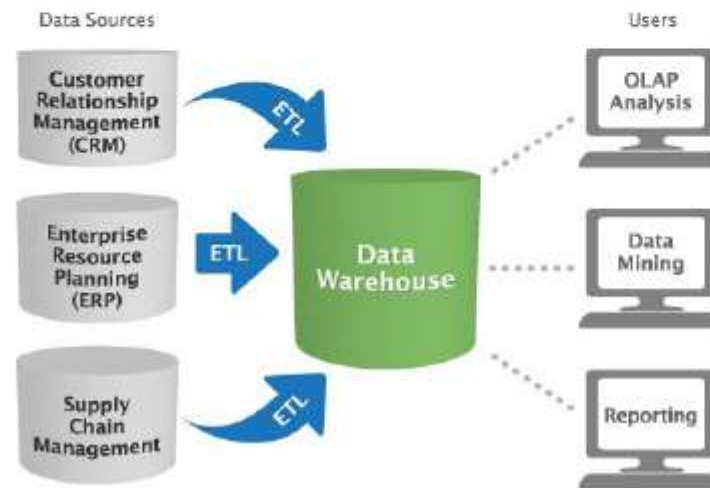 Data Sources
Users
Customer
Relationship
Management
(CRM)
ETL
OLAP
Analysis
Enterprise
Resource
Planning
(ERP)
ETL
Data
Warehouse
Data
Mining
Supply
Chain
Management
ETL
Reporting